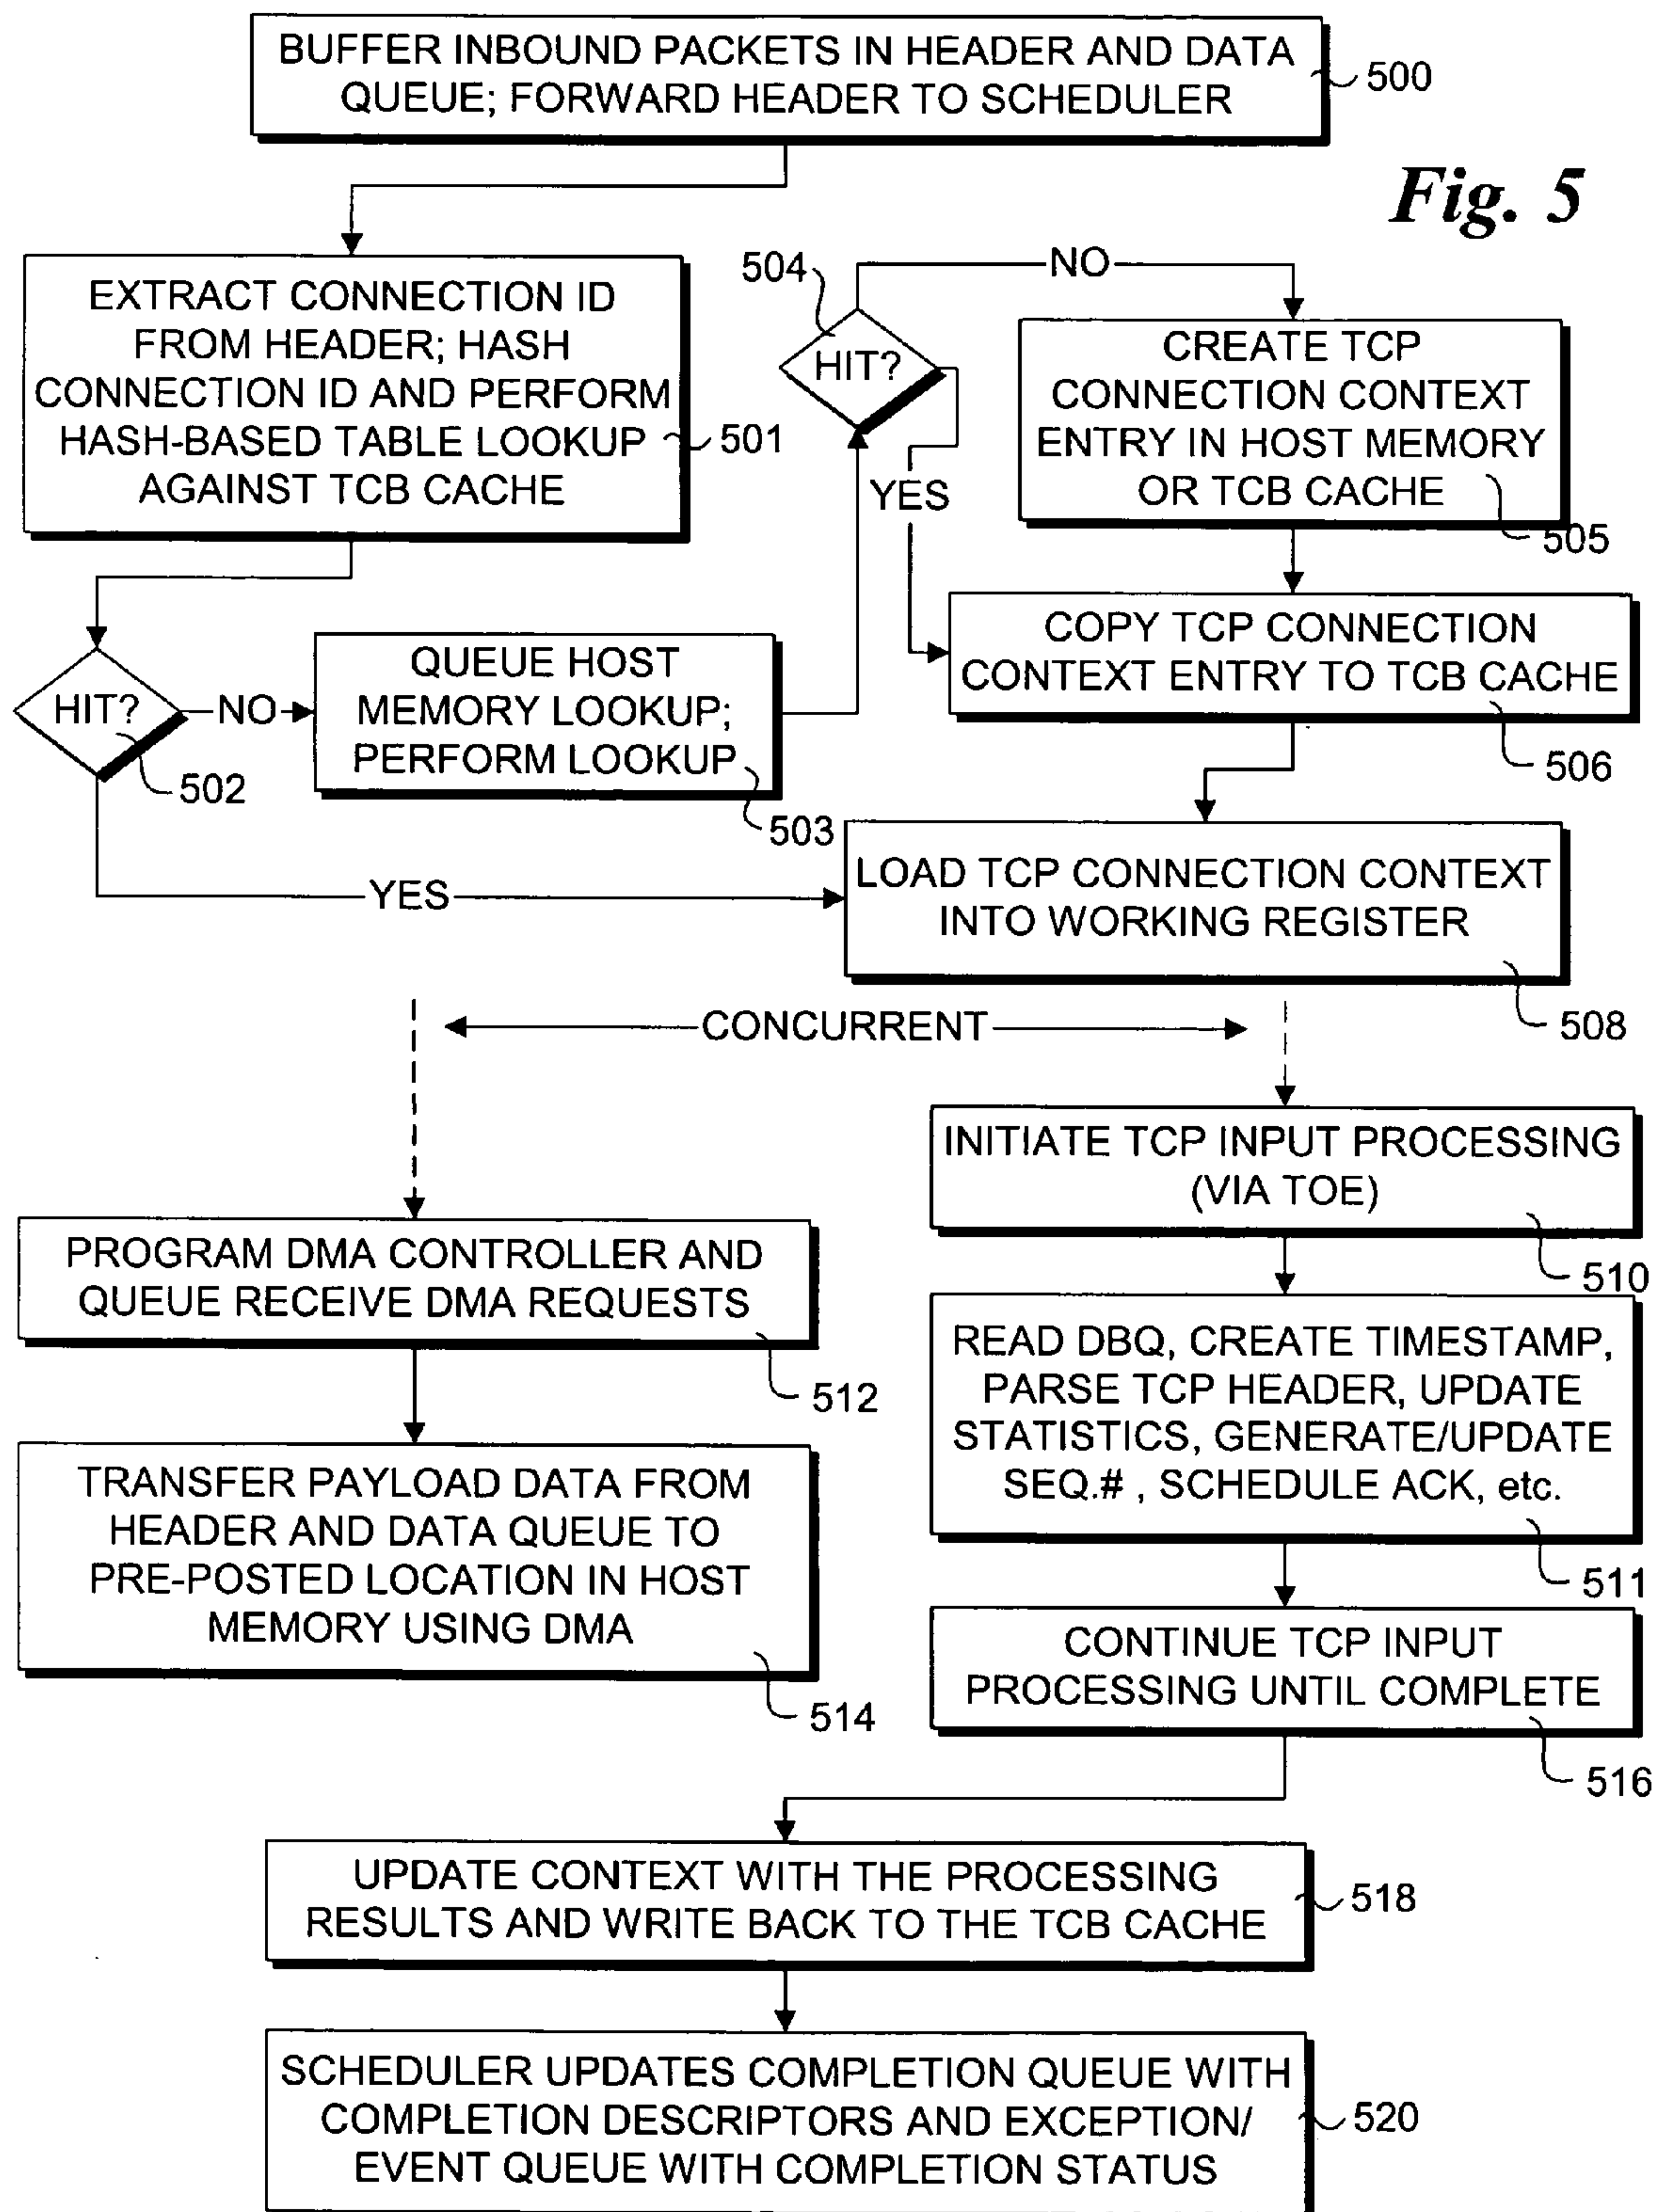 BUFFER INBOUND PACKETS IN HEADER AND DATA
QUEUE; FORWARD HEADER TO SCHEDULER
500
Fig. 5
EXTRACT CONNECTION ID
FROM HEADER; HASH
CONNECTION ID AND PERFORM
HASH-BASED TABLE LOOKUP
AGAINST TCB CACHE
501
HIT?
502
NO
YES
QUEUE HOST
MEMORY LOOKUP;
PERFORM LOOKUP
503
504
HIT?
NO
YES
CREATE TCP
CONNECTION CONTEXT
ENTRY IN HOST MEMORY
OR TCB CACHE
505
COPY TCP CONNECTION
CONTEXT ENTRY TO TCB CACHE
506
LOAD TCP CONNECTION CONTEXT
INTO WORKING REGISTER
508
CONCURRENT
INITIATE TCP INPUT PROCESSING
(VIA TOE)
510
PROGRAM DMA CONTROLLER AND
QUEUE RECEIVE DMA REQUESTS
512
READ DBQ, CREATE TIMESTAMP,
PARSE TCP HEADER, UPDATE
STATISTICS, GENERATE/UPDATE
SEQ.# , SCHEDULE ACK, etc.
511
TRANSFER PAYLOAD DATA FROM
HEADER AND DATA QUEUE TO
PRE-POSTED LOCATION IN HOST
MEMORY USING DMA
514
CONTINUE TCP INPUT
PROCESSING UNTIL COMPLETE
516
UPDATE CONTEXT WITH THE PROCESSING
RESULTS AND WRITE BACK TO THE TCB CACHE
518
SCHEDULER UPDATES COMPLETION QUEUE WITH
COMPLETION DESCRIPTORS AND EXCEPTION/
EVENT QUEUE WITH COMPLETION STATUS
520